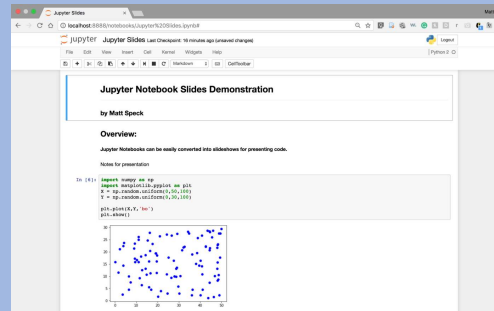 Jupyter Slides
localhost:8888/notebooks/Jupyter%20Slides.ipynb#
jupyter Jupyter Slides Last Checkpoint: 16 minutes ago (unsaved changes)
Logout
File Edit View Insert Cell Kernel Widgets Help
Python 2
Markdown CellToolbar
Jupyter Notebook Slides Demonstration
by Matt Speck
Overview:
Jupyter Notebooks can be easily converted into slideshows for presenting code.
Notes for presentation
In [6]: import numpy as np
import matplotlib.pyplot as plt
X = np.random.uniform(0,50,100)
Y = np.random.uniform(0,30,100)
plt.plot(X,Y,'bo')
plt.show()
30
25
20
15
10
5
0
0 10 20 30 40 50